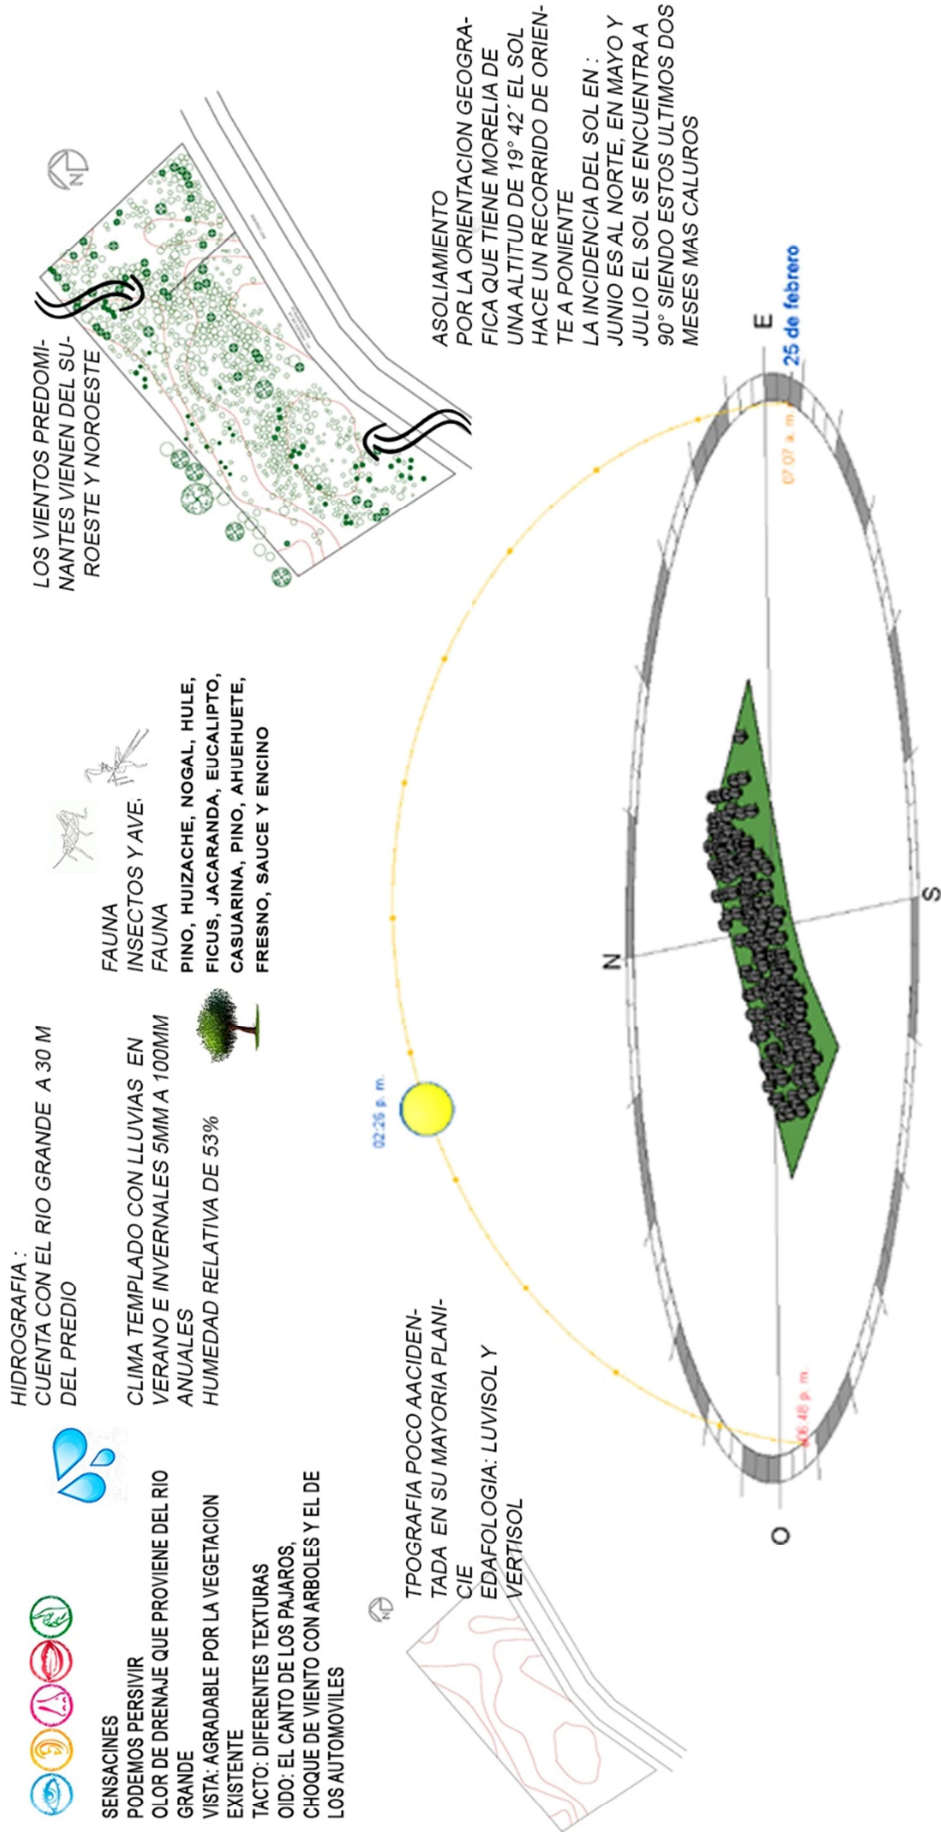 SENSACINES
PODEMOS PERSIVIR
OLOR DE DRENAJE QUE PROVIENE DEL RIO
GRANDE
VISTA: AGRADABLE POR LA VEGETACION
EXISTENTE
TACTO: DIFERENTES TEXTURAS
OIDO: EL CANTO DE LOS PAJAROS,
CHOQUE DE VIENTO CON ARBOLES Y EL DE
LOS AUTOMOVILES
HIDROGRAFIA :
CUENTA CON EL RIO GRANDE A 30 M
DEL PREDIO
CLIMA TEMPLADO CON LLUVIAS EN
VERANO E INVERNALES 5MM A 100MM
ANUALES
HUMEDAD RELATIVA DE 53%
FAUNA
INSECTOS Y AVE.
FAUNA
PINO, HUIZACHE, NOGAL, HULE,
FICUS, JACARANDA, EUCALIPTO,
CASUARINA, PINO, AHUEHUETE,
FRESNO, SAUCE Y ENCINO
LOS VIENTOS PREDOMI-
NANTES VIENEN DEL SU-
ROESTE Y NOROESTE
N
N
TPOGRAFIA POCO AACIDEN-
TADA EN SU MAYORIA PLANI-
CIE
EDAFOLOGIA: LUVISOL Y
VERTISOL
ASOLIAMIENTO
POR LA ORIENTACION GEOGRA-
FICA QUE TIENE MORELIA DE
UNA ALTITUD DE 19° 42´ EL SOL
HACE UN RECORRIDO DE ORIEN-
TE A PONIENTE
LA INCIDENCIA DEL SOL EN :
JUNIO ES AL NORTE, EN MAYO Y
JULIO EL SOL SE ENCUENTRA A
90° SIENDO ESTOS ULTIMOS DOS
MESES MAS CALUROS
02:26 p. m.
N
E
25 de febrero
07:07 a. m.
06:48 p. m.
O
S